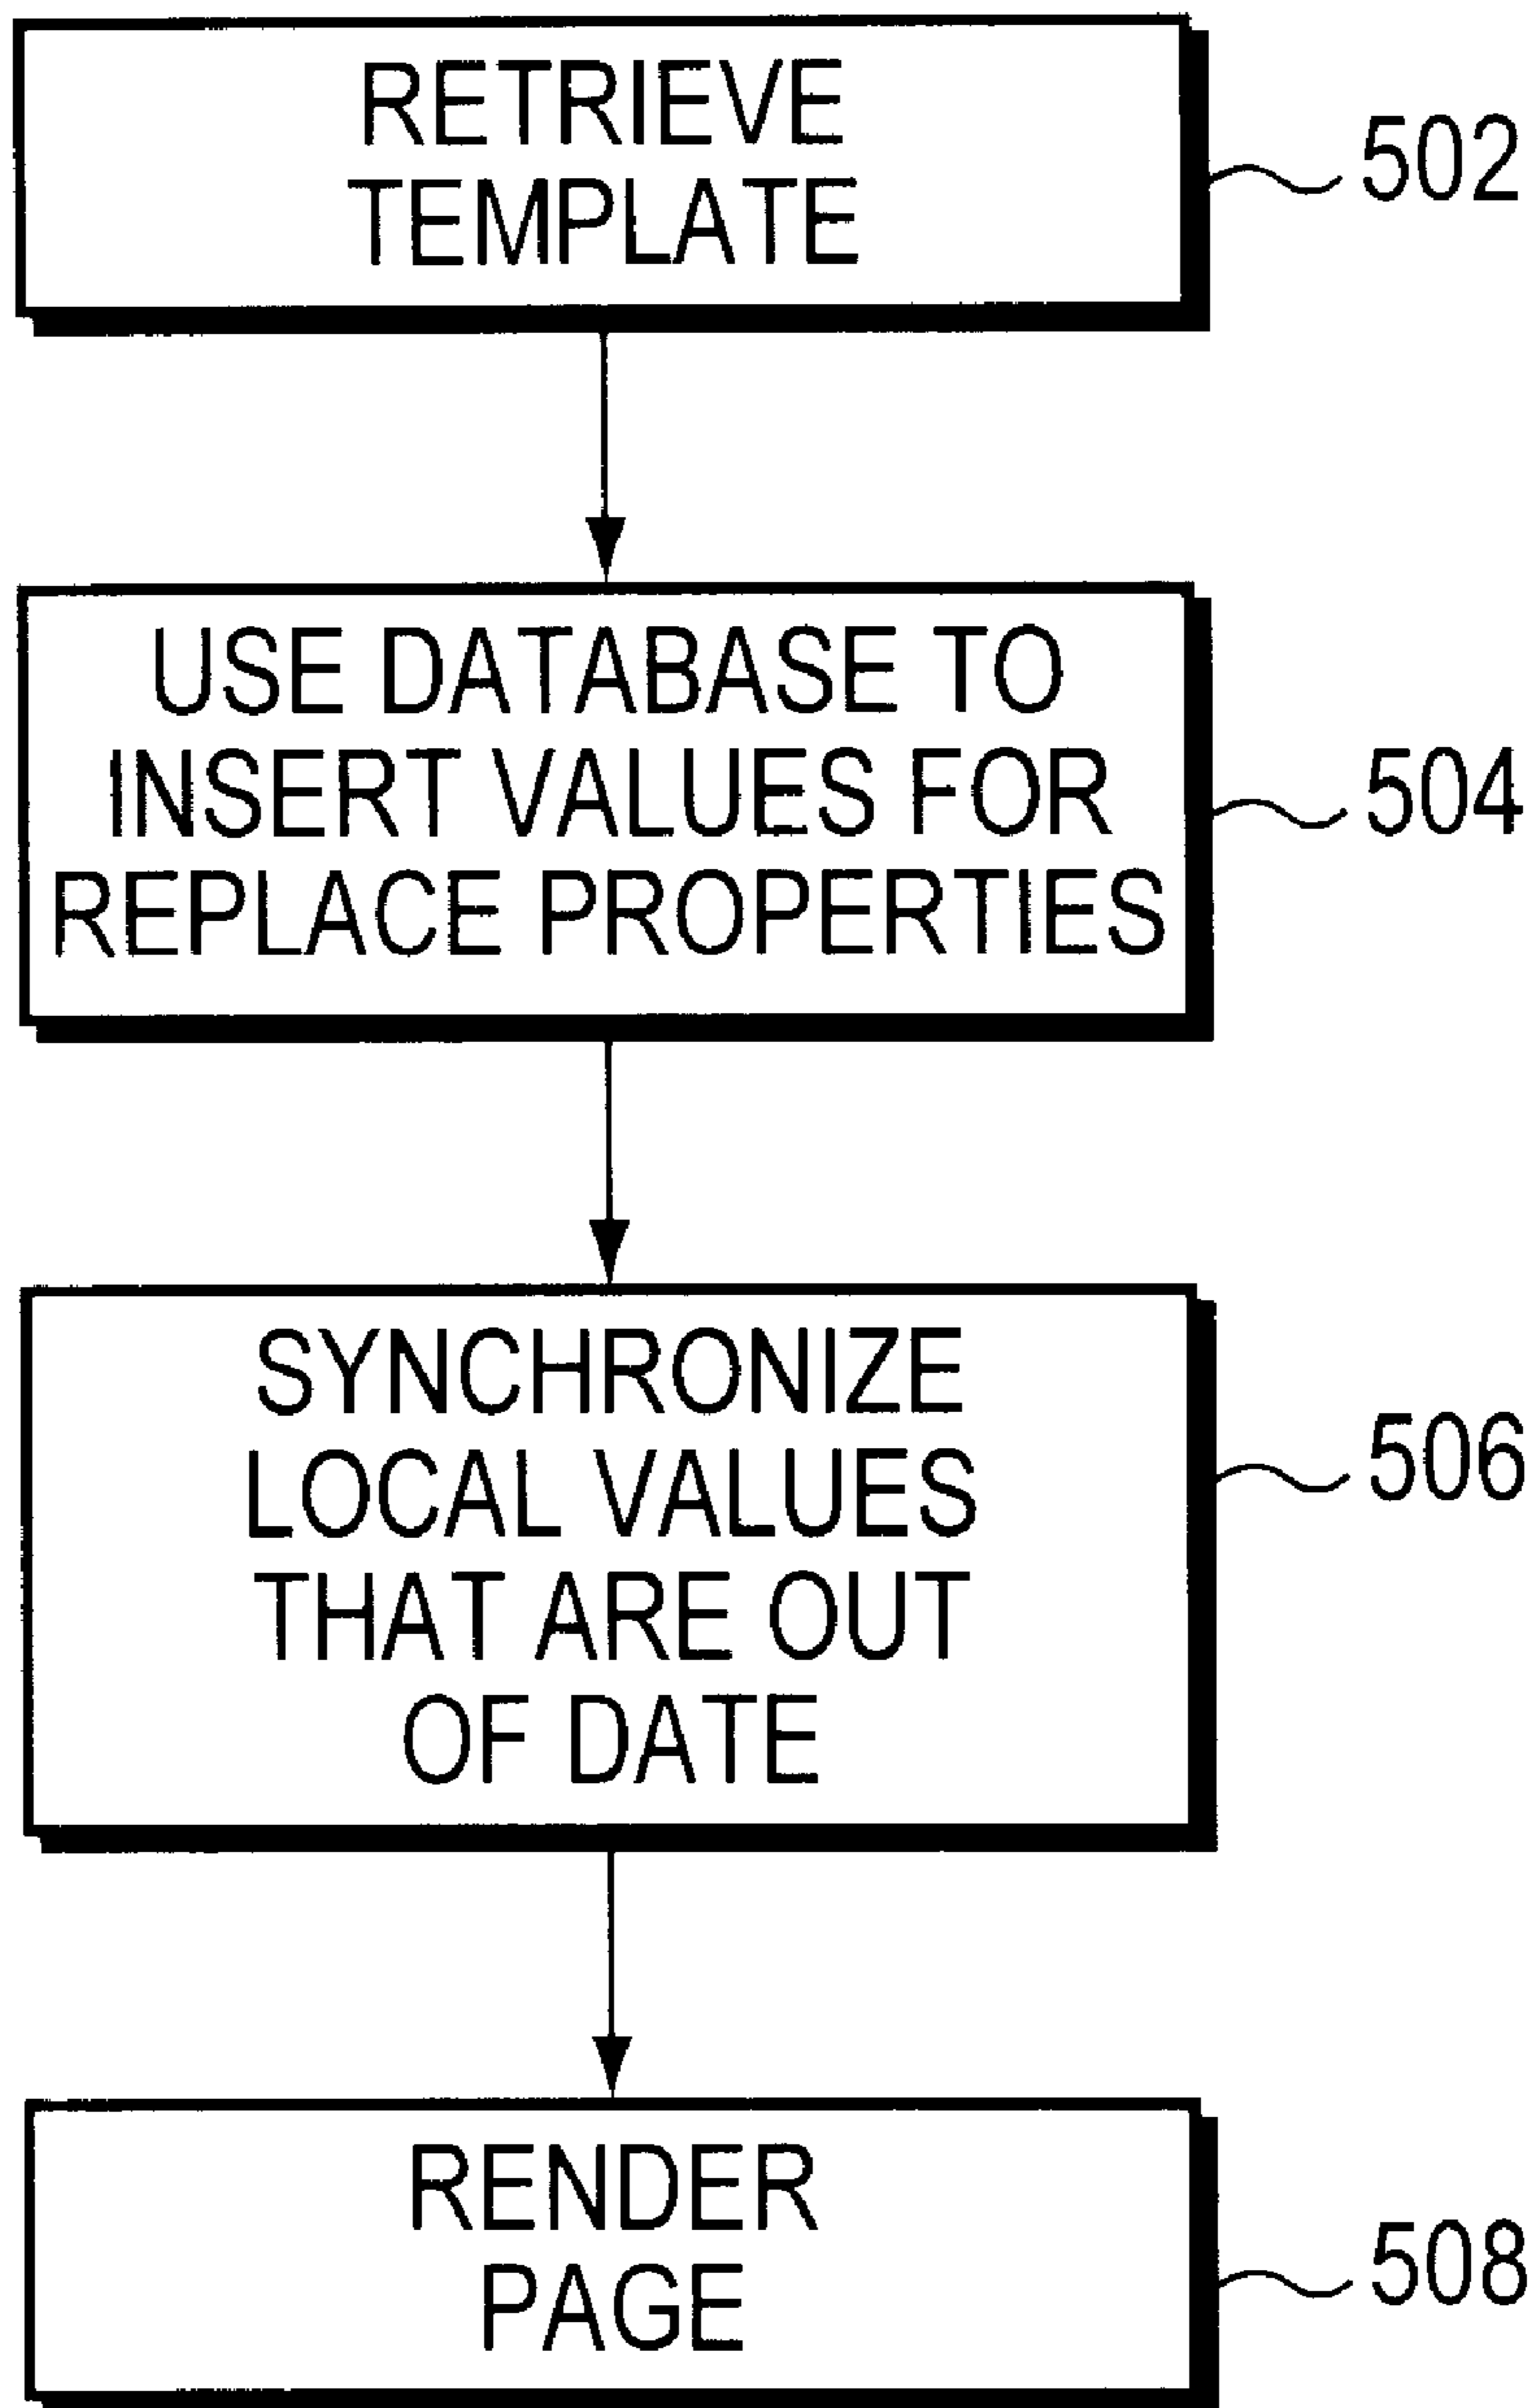 RETRIEVE
TEMPLATE
502
USE DATABASE TO
INSERT VALUES FOR
REPLACE PROPERTIES
504
SYNCHRONIZE
LOCAL VALUES
THAT ARE OUT
OF DATE
506
RENDER
PAGE
508